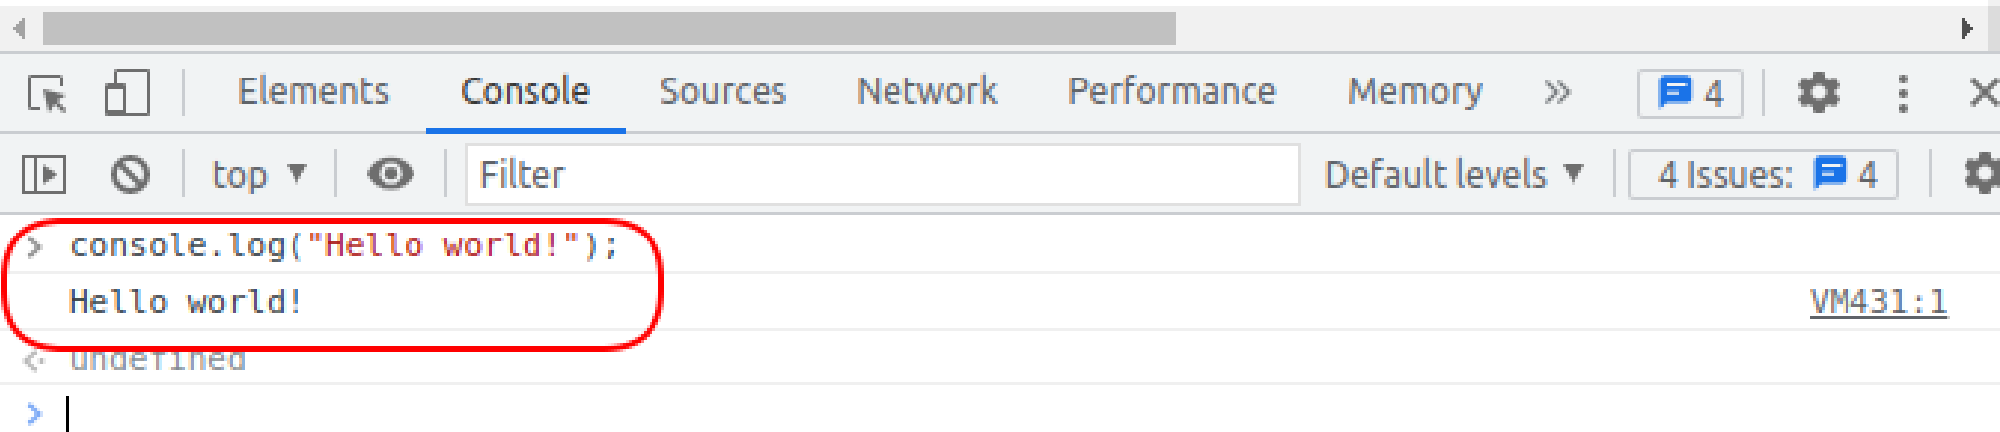 Elements Console Sources Network Performance Memory » 4
top ▼ Filter Default levels ▼ 4 Issues: 4
> console.log("Hello world!");
Hello world! VM431:1
undefined
>